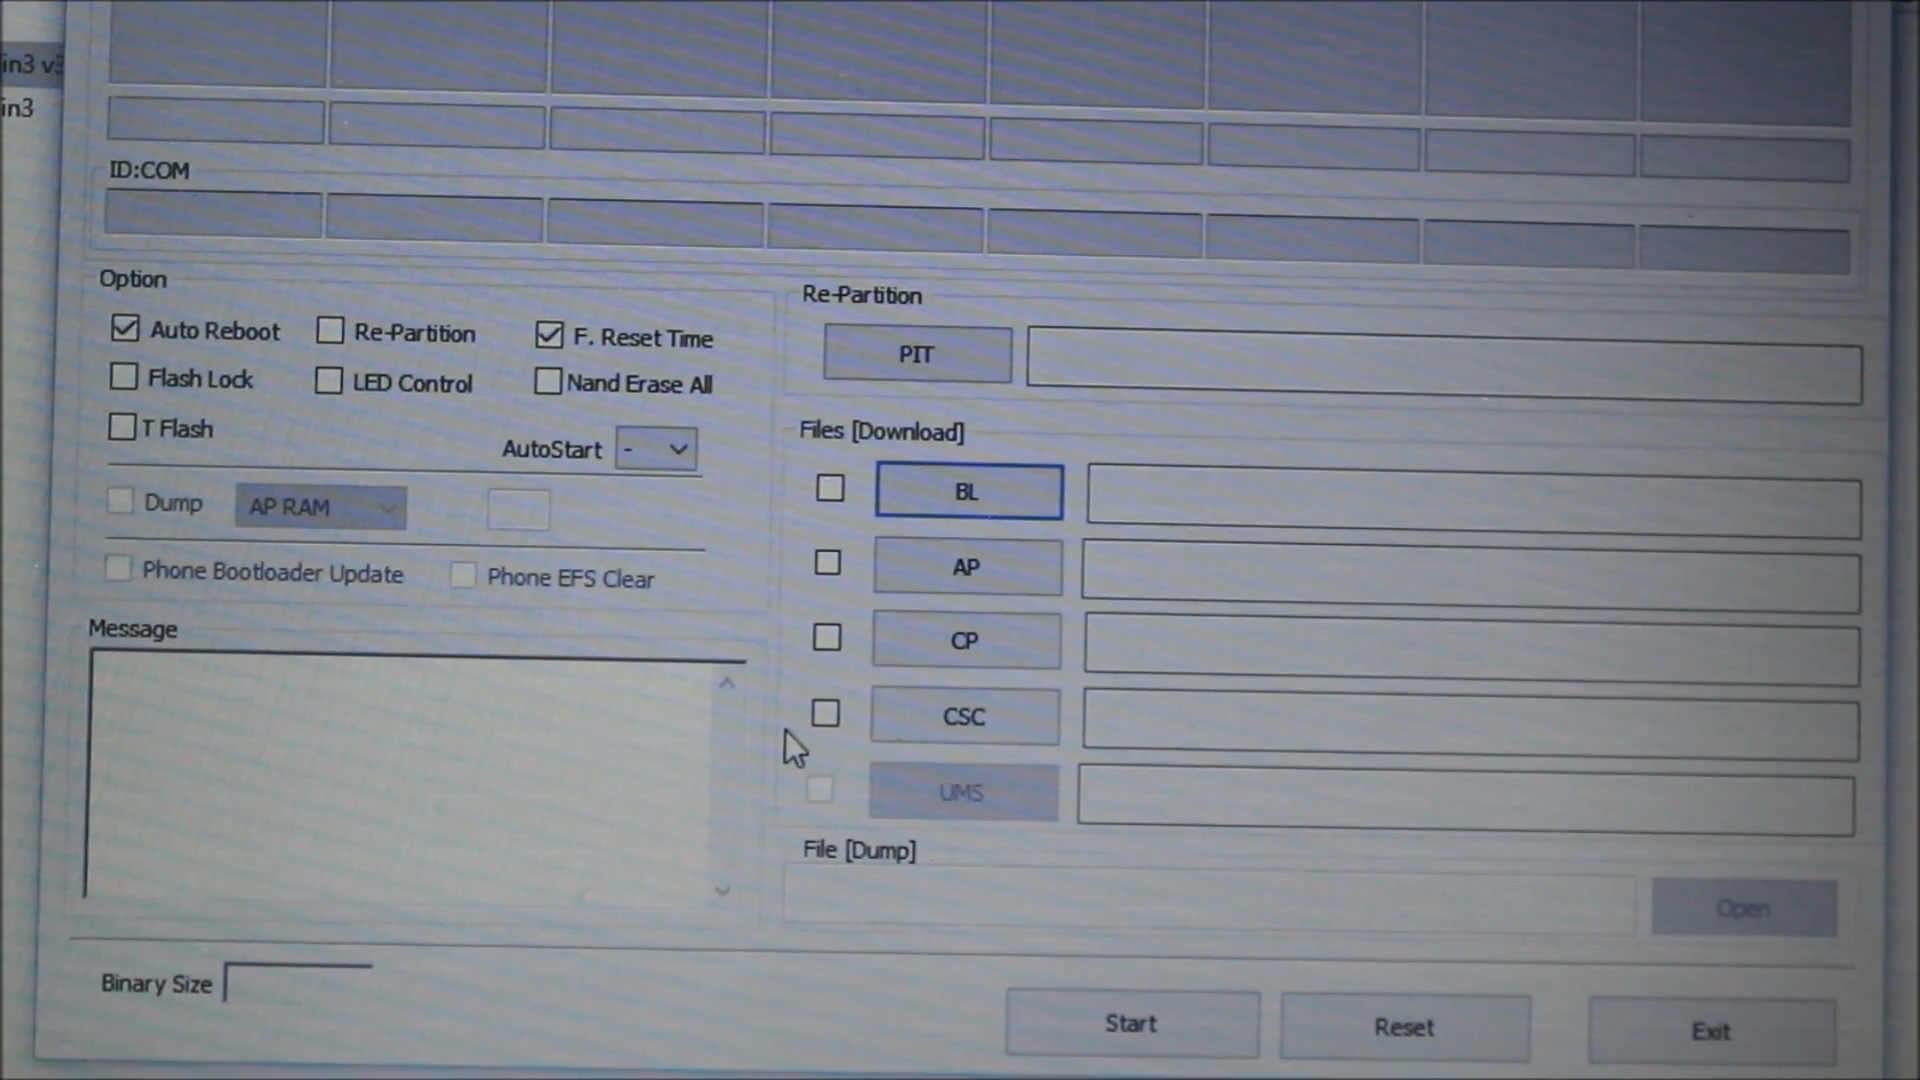 in3 v3
in3
ID:COM
Option
Auto Reboot
Re-Partition
F. Reset Time
Flash Lock
LED Control
Nand Erase All
T Flash
AutoStart -
Dump
AP RAM
Phone Bootloader Update
Phone EFS Clear
Message
Binary Size
Re-Partition
PIT
Files [Download]
BL
AP
CP
CSC
UMS
File [Dump]
Open
Start
Reset
Exit